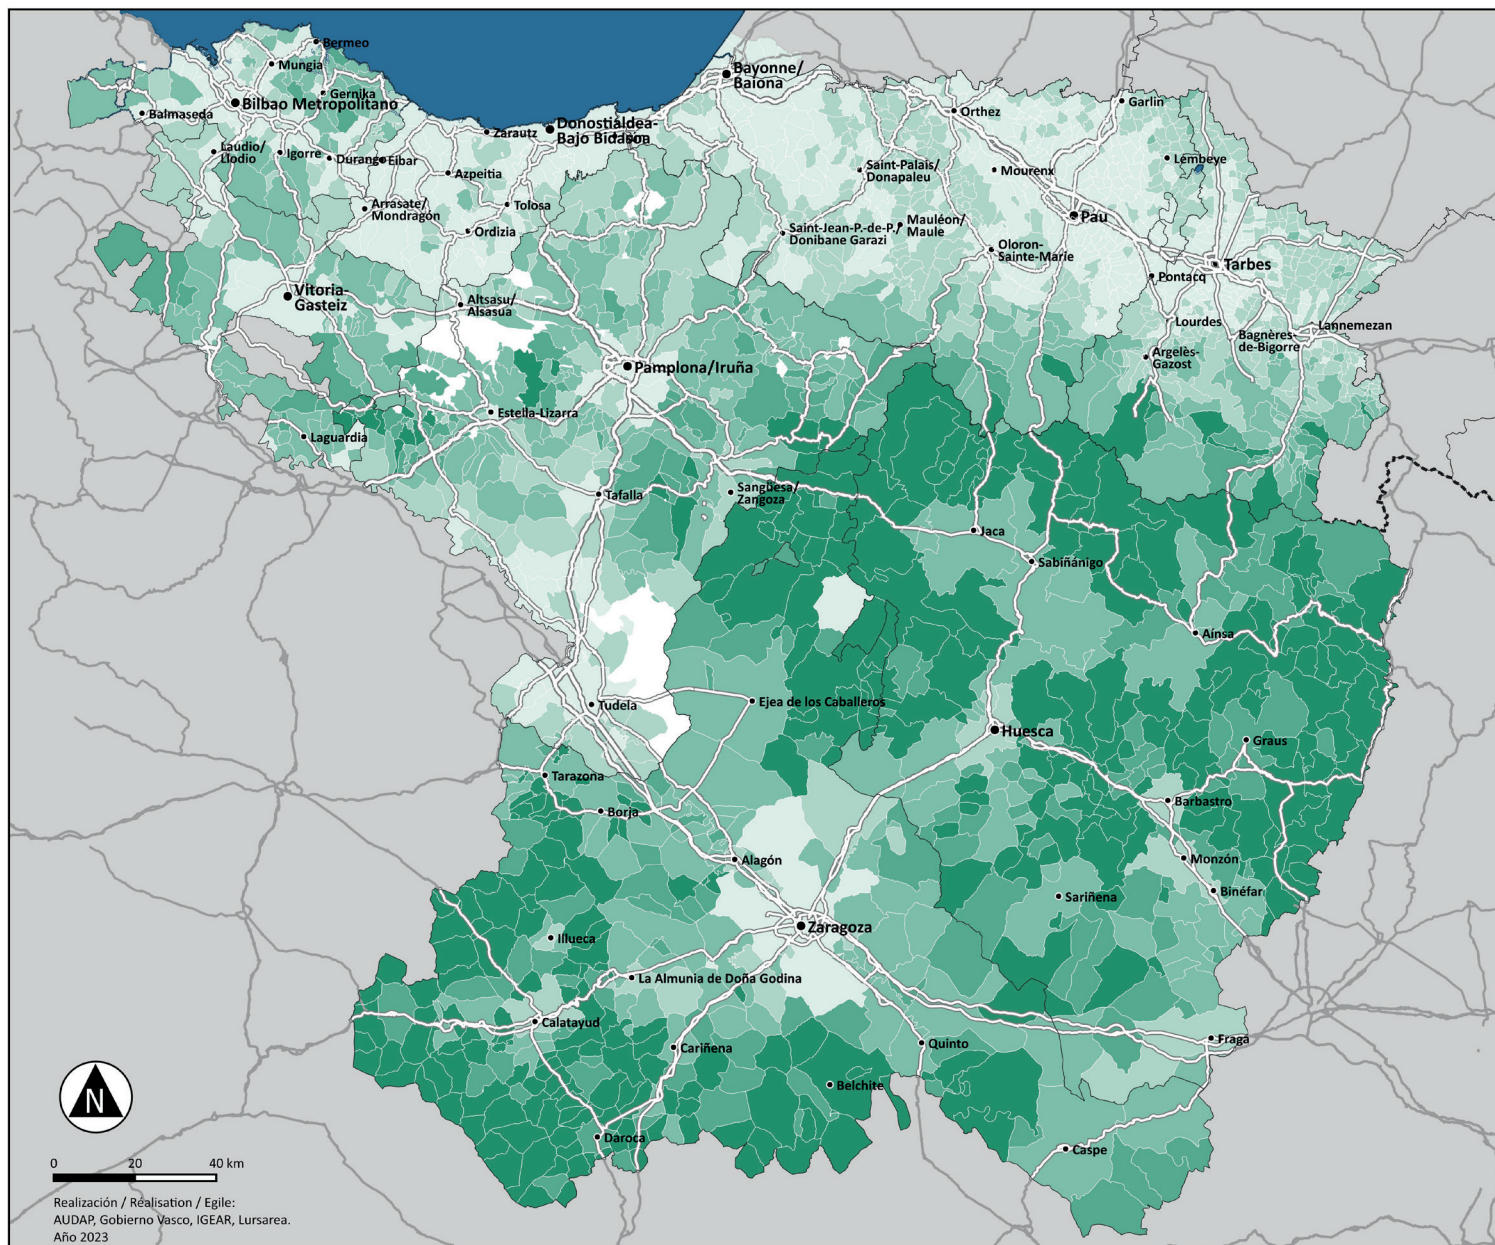 Bermeo
Mungia
Gernika
Bilbao Metropolitano
Balmaseda
Laudio/
Llodio
Igorre
Durango
Eibar
Zarautz
Donostialdea-
Bajo Bidasoa
Bayonne/
Baiona
Orthez
Garlin
Lembeye
Azpeitia
Arrasate/
Mondragón
Tolosa
Ordizia
Saint-Palais/
Donapaleu
Mourenx
Saint-Jean-P.-de-P./
Donibane Garazi
Mauléon/
Maule
Pau
Oloron-
Sainte-Marie
Tarbes
Pontacq
Vitoria-
Gasteiz
Altsasu/
Alsasua
Lourdes
Bagnères-
de-Bigorre
Lannemezan
Argelès-
Gazost
Pamplona/Iruña
Estella-Lizarra
Laguardia
Tafalla
Sangüesa/
Zangoza
Jaca
Sabiñánigo
Aínsa
Tudela
Ejea de los Caballeros
Huesca
Graus
Tarazona
Borja
Barbastro
Alagón
Monzón
Binéfar
Sariñena
Zaragoza
Illueca
La Almunia de Doña Godina
Calatayud
Cariñena
Quinto
Fraga
Belchite
Daroca
Caspe
N
0 20 40 km
Realización / Réalisation / Egile:
AUDAP, Gobierno Vasco, IGEAR, Lursarea.
Año 2023